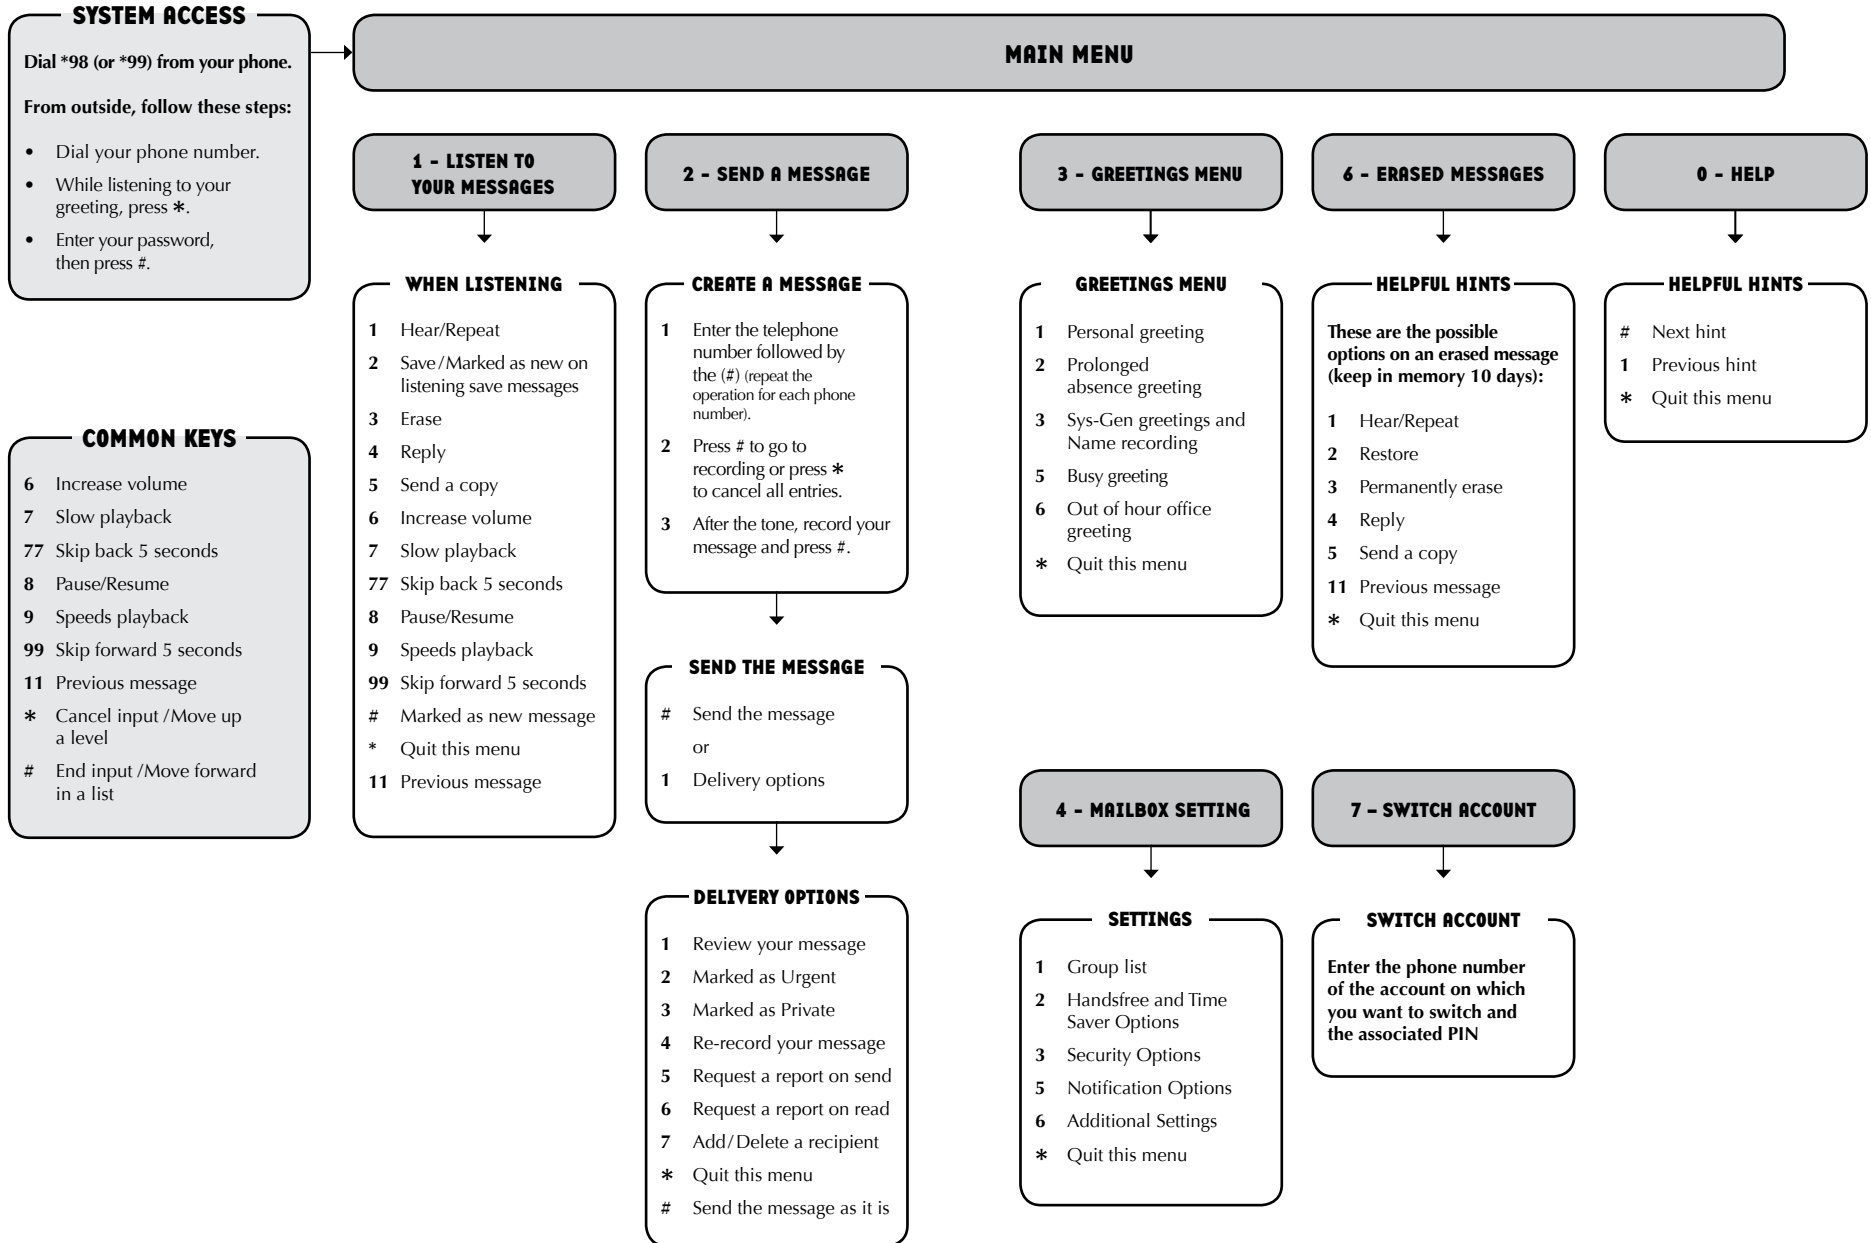 SYSTEM ACCESS
Dial *98 (or *99) from your phone.
From outside, follow these steps:
• Dial your phone number.
• While listening to your
greeting, press *.
• Enter your password,
then press #.
COMMON KEYS
6 Increase volume
7 Slow playback
77 Skip back 5 seconds
8 Pause/Resume
9 Speeds playback
99 Skip forward 5 seconds
11 Previous message
* Cancel input /Move up
a level
# End input /Move forward
in a list
MAIN MENU
1 - LISTEN TO
YOUR MESSAGES
WHEN LISTENING
1 Hear/Repeat
2 Save/Marked as new on
listening save messages
3 Erase
4 Reply
5 Send a copy
6 Increase volume
7 Slow playback
77 Skip back 5 seconds
8 Pause/Resume
9 Speeds playback
99 Skip forward 5 seconds
# Marked as new message
* Quit this menu
11 Previous message
2 - SEND A MESSAGE
CREATE A MESSAGE
1 Enter the telephone
number followed by
the (#) (repeat the
operation for each phone
number).
2 Press # to go to
recording or press *
to cancel all entries.
3 After the tone, record your
message and press #.
SEND THE MESSAGE
# Send the message
or
1 Delivery options
DELIVERY OPTIONS
1 Review your message
2 Marked as Urgent
3 Marked as Private
4 Re-record your message
5 Request a report on send
6 Request a report on read
7 Add/Delete a recipient
* Quit this menu
# Send the message as it is
3 - GREETINGS MENU
GREETINGS MENU
1 Personal greeting
2 Prolonged
absence greeting
3 Sys-Gen greetings and
Name recording
5 Busy greeting
6 Out of hour office
greeting
* Quit this menu
6 - ERASED MESSAGES
HELPFUL HINTS
These are the possible
options on an erased message
(keep in memory 10 days):
1 Hear/Repeat
2 Restore
3 Permanently erase
4 Reply
5 Send a copy
11 Previous message
* Quit this menu
0 - HELP
HELPFUL HINTS
# Next hint
1 Previous hint
* Quit this menu
4 - MAILBOX SETTING
SETTINGS
1 Group list
2 Handsfree and Time
Saver Options
3 Security Options
5 Notification Options
6 Additional Settings
* Quit this menu
7 – SWITCH ACCOUNT
SWITCH ACCOUNT
Enter the phone number
of the account on which
you want to switch and
the associated PIN